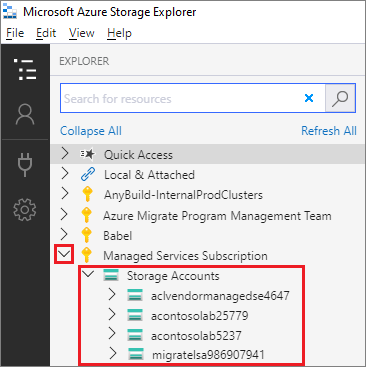 Microsoft Azure Storage Explorer
File Edit View Help
EXPLORER
Search for resources
Collapse All Refresh All
Quick Access
Local & Attached
AnyBuild-InternalProdClusters
Azure Migrate Program Management Team
Babel
Managed Services Subscription
Storage Accounts
aclvendormanagedse4647
acontosolab25779
acontosolab5237
migratelsa986907941